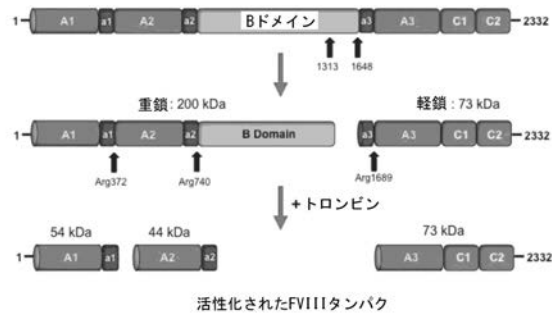 1 A1 a1 A2 a2 Bドメイン a3 A3 C1 C2 2332
1313 1648
重鎖 : 200 kDa 軽鎖 : 73 kDa
1 A1 a1 A2 a2 B Domain a3 A3 C1 C2 2332
Arg372 Arg740 Arg1689
+トロンビン
54 kDa 44 kDa 73 kDa
1 A1 a1 A2 a2 A3 C1 C2 2332
活性化されたFVIIIタンパク